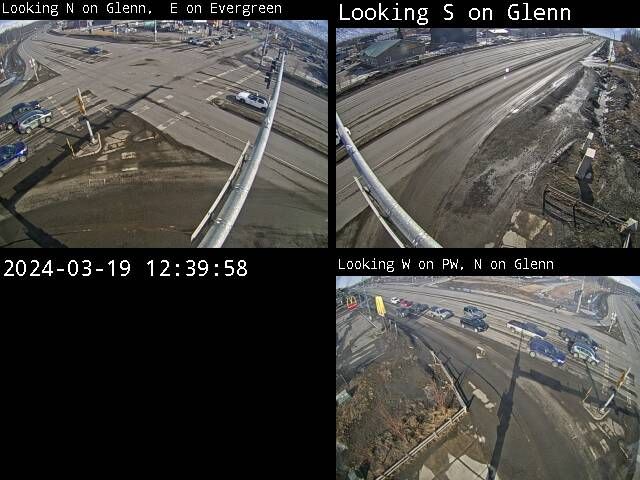 Looking N on Glenn, E on Evergreen
Looking S on Glenn
2024-03-19 12:39:58
Looking W on PW, N on Glenn